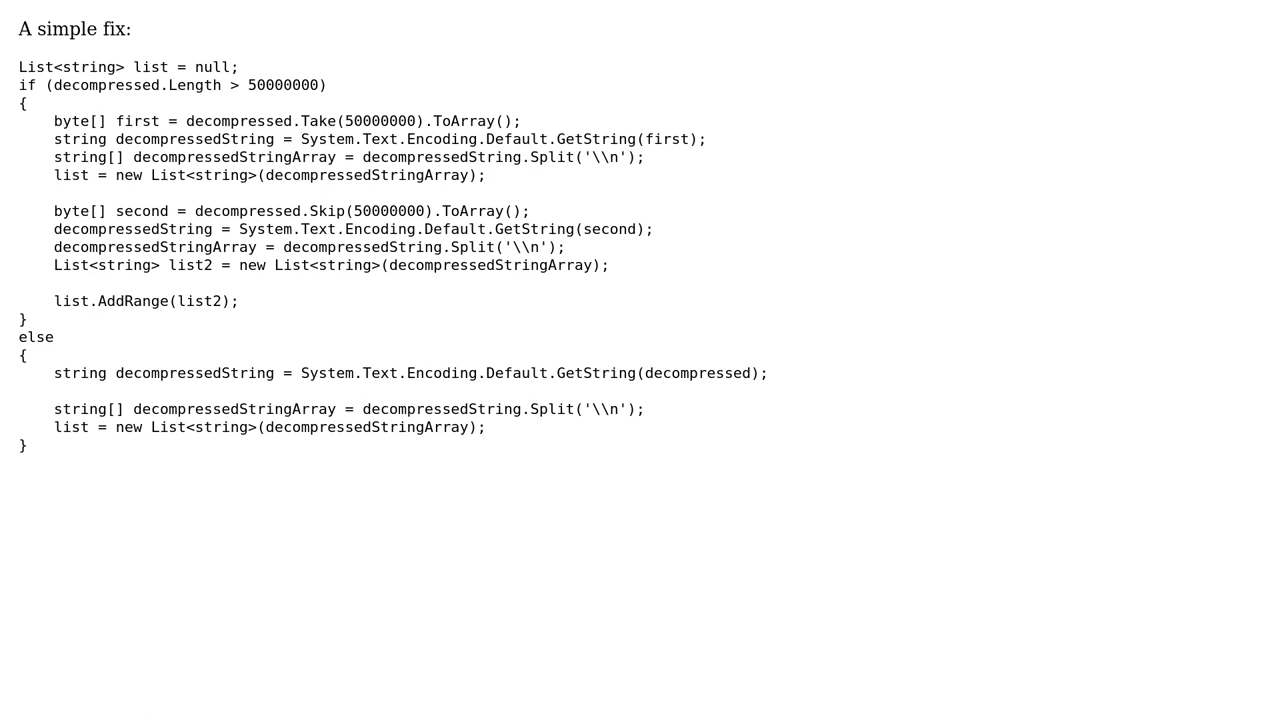 A simple fix:
List<string> list = null;
if (decompressed.Length > 50000000)
{
    byte[] first = decompressed.Take(50000000).ToArray();
    string decompressedString = System.Text.Encoding.Default.GetString(first);
    string[] decompressedStringArray = decompressedString.Split('\\n');
    list = new List<string>(decompressedStringArray);

    byte[] second = decompressed.Skip(50000000).ToArray();
    decompressedString = System.Text.Encoding.Default.GetString(second);
    decompressedStringArray = decompressedString.Split('\\n');
    List<string> list2 = new List<string>(decompressedStringArray);

    list.AddRange(list2);
}
else
{
    string decompressedString = System.Text.Encoding.Default.GetString(decompressed);

    string[] decompressedStringArray = decompressedString.Split('\\n');
    list = new List<string>(decompressedStringArray);
}